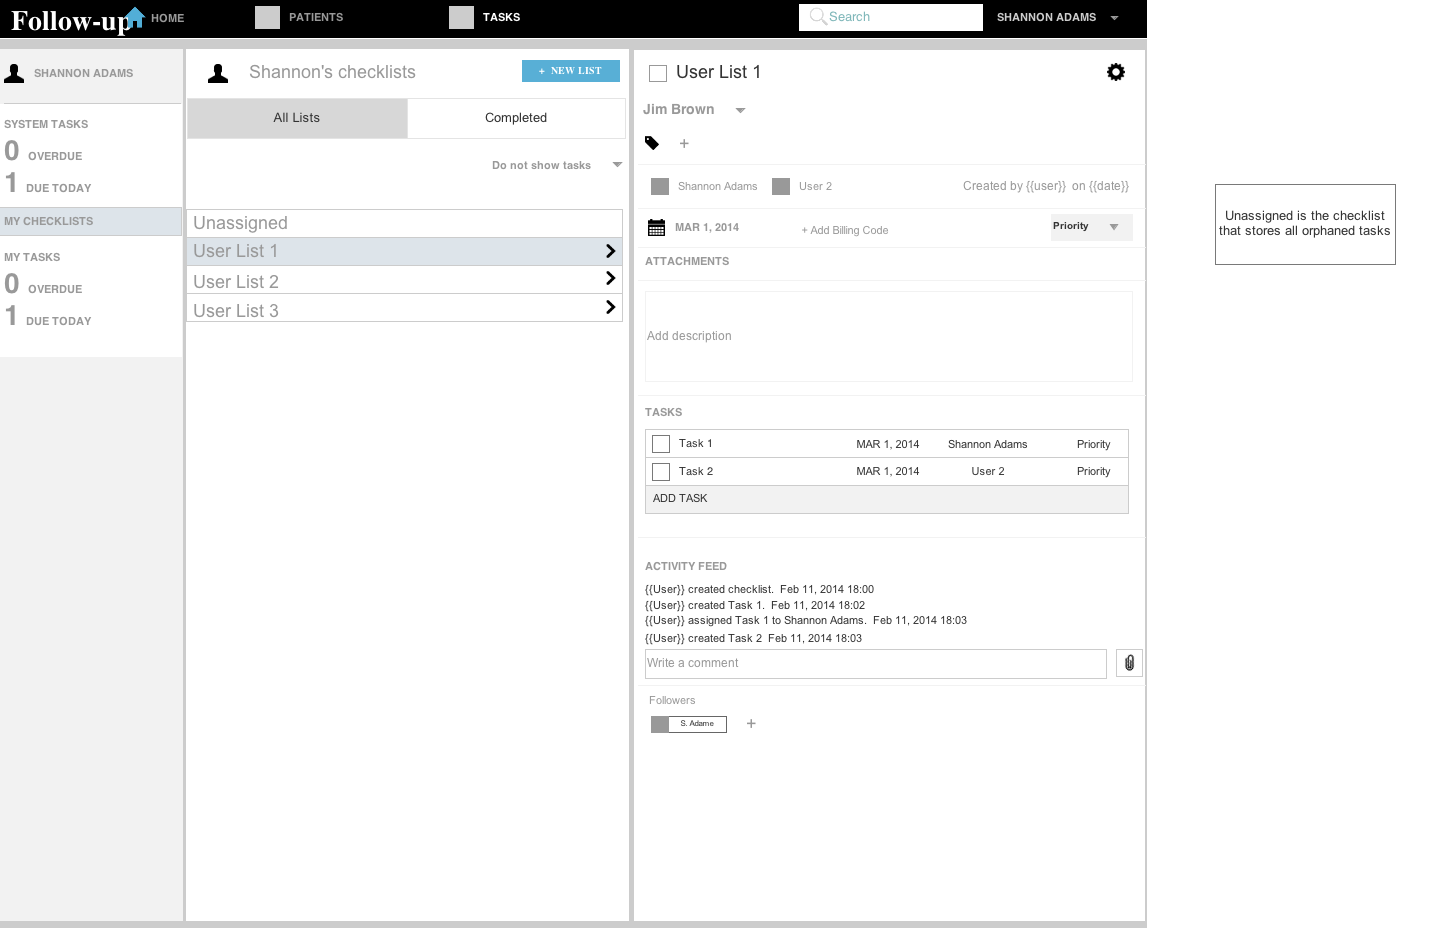 Follow-up
HOME
PATIENTS
TASKS
Search
SHANNON ADAMS
SHANNON ADAMS
SYSTEM TASKS
0 OVERDUE
1 DUE TODAY
MY CHECKLISTS
MY TASKS
0 OVERDUE
1 DUE TODAY
Shannon's checklists
+ NEW LIST
All Lists
Completed
Do not show tasks
Unassigned
User List 1
User List 2
User List 3
User List 1
Jim Brown
+
Shannon Adams
User 2
Created by {{user}} on {{date}}
MAR 1, 2014
+ Add Billing Code
Priority
ATTACHMENTS
Add description
TASKS
Task 1 MAR 1, 2014 Shannon Adams Priority
Task 2 MAR 1, 2014 User 2 Priority
ADD TASK
ACTIVITY FEED
{{User}} created checklist. Feb 11, 2014 18:00
{{User}} created Task 1. Feb 11, 2014 18:02
{{User}} assigned Task 1 to Shannon Adams. Feb 11, 2014 18:03
{{User}} created Task 2 Feb 11, 2014 18:03
Write a comment
Followers
S. Adame
+
Unassigned is the checklist
that stores all orphaned tasks